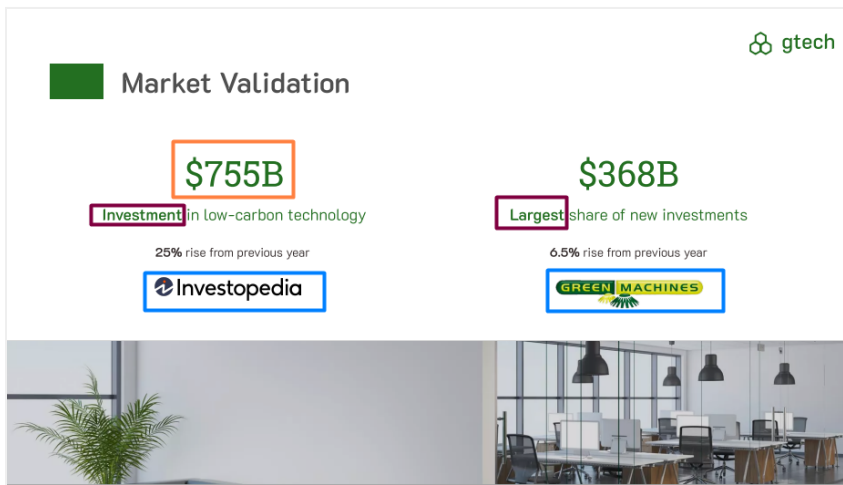 gtech
Market Validation
$755B
Investment in low-carbon technology
25% rise from previous year
Investopedia
$368B
Largest share of new investments
6.5% rise from previous year
GREEN MACHINES